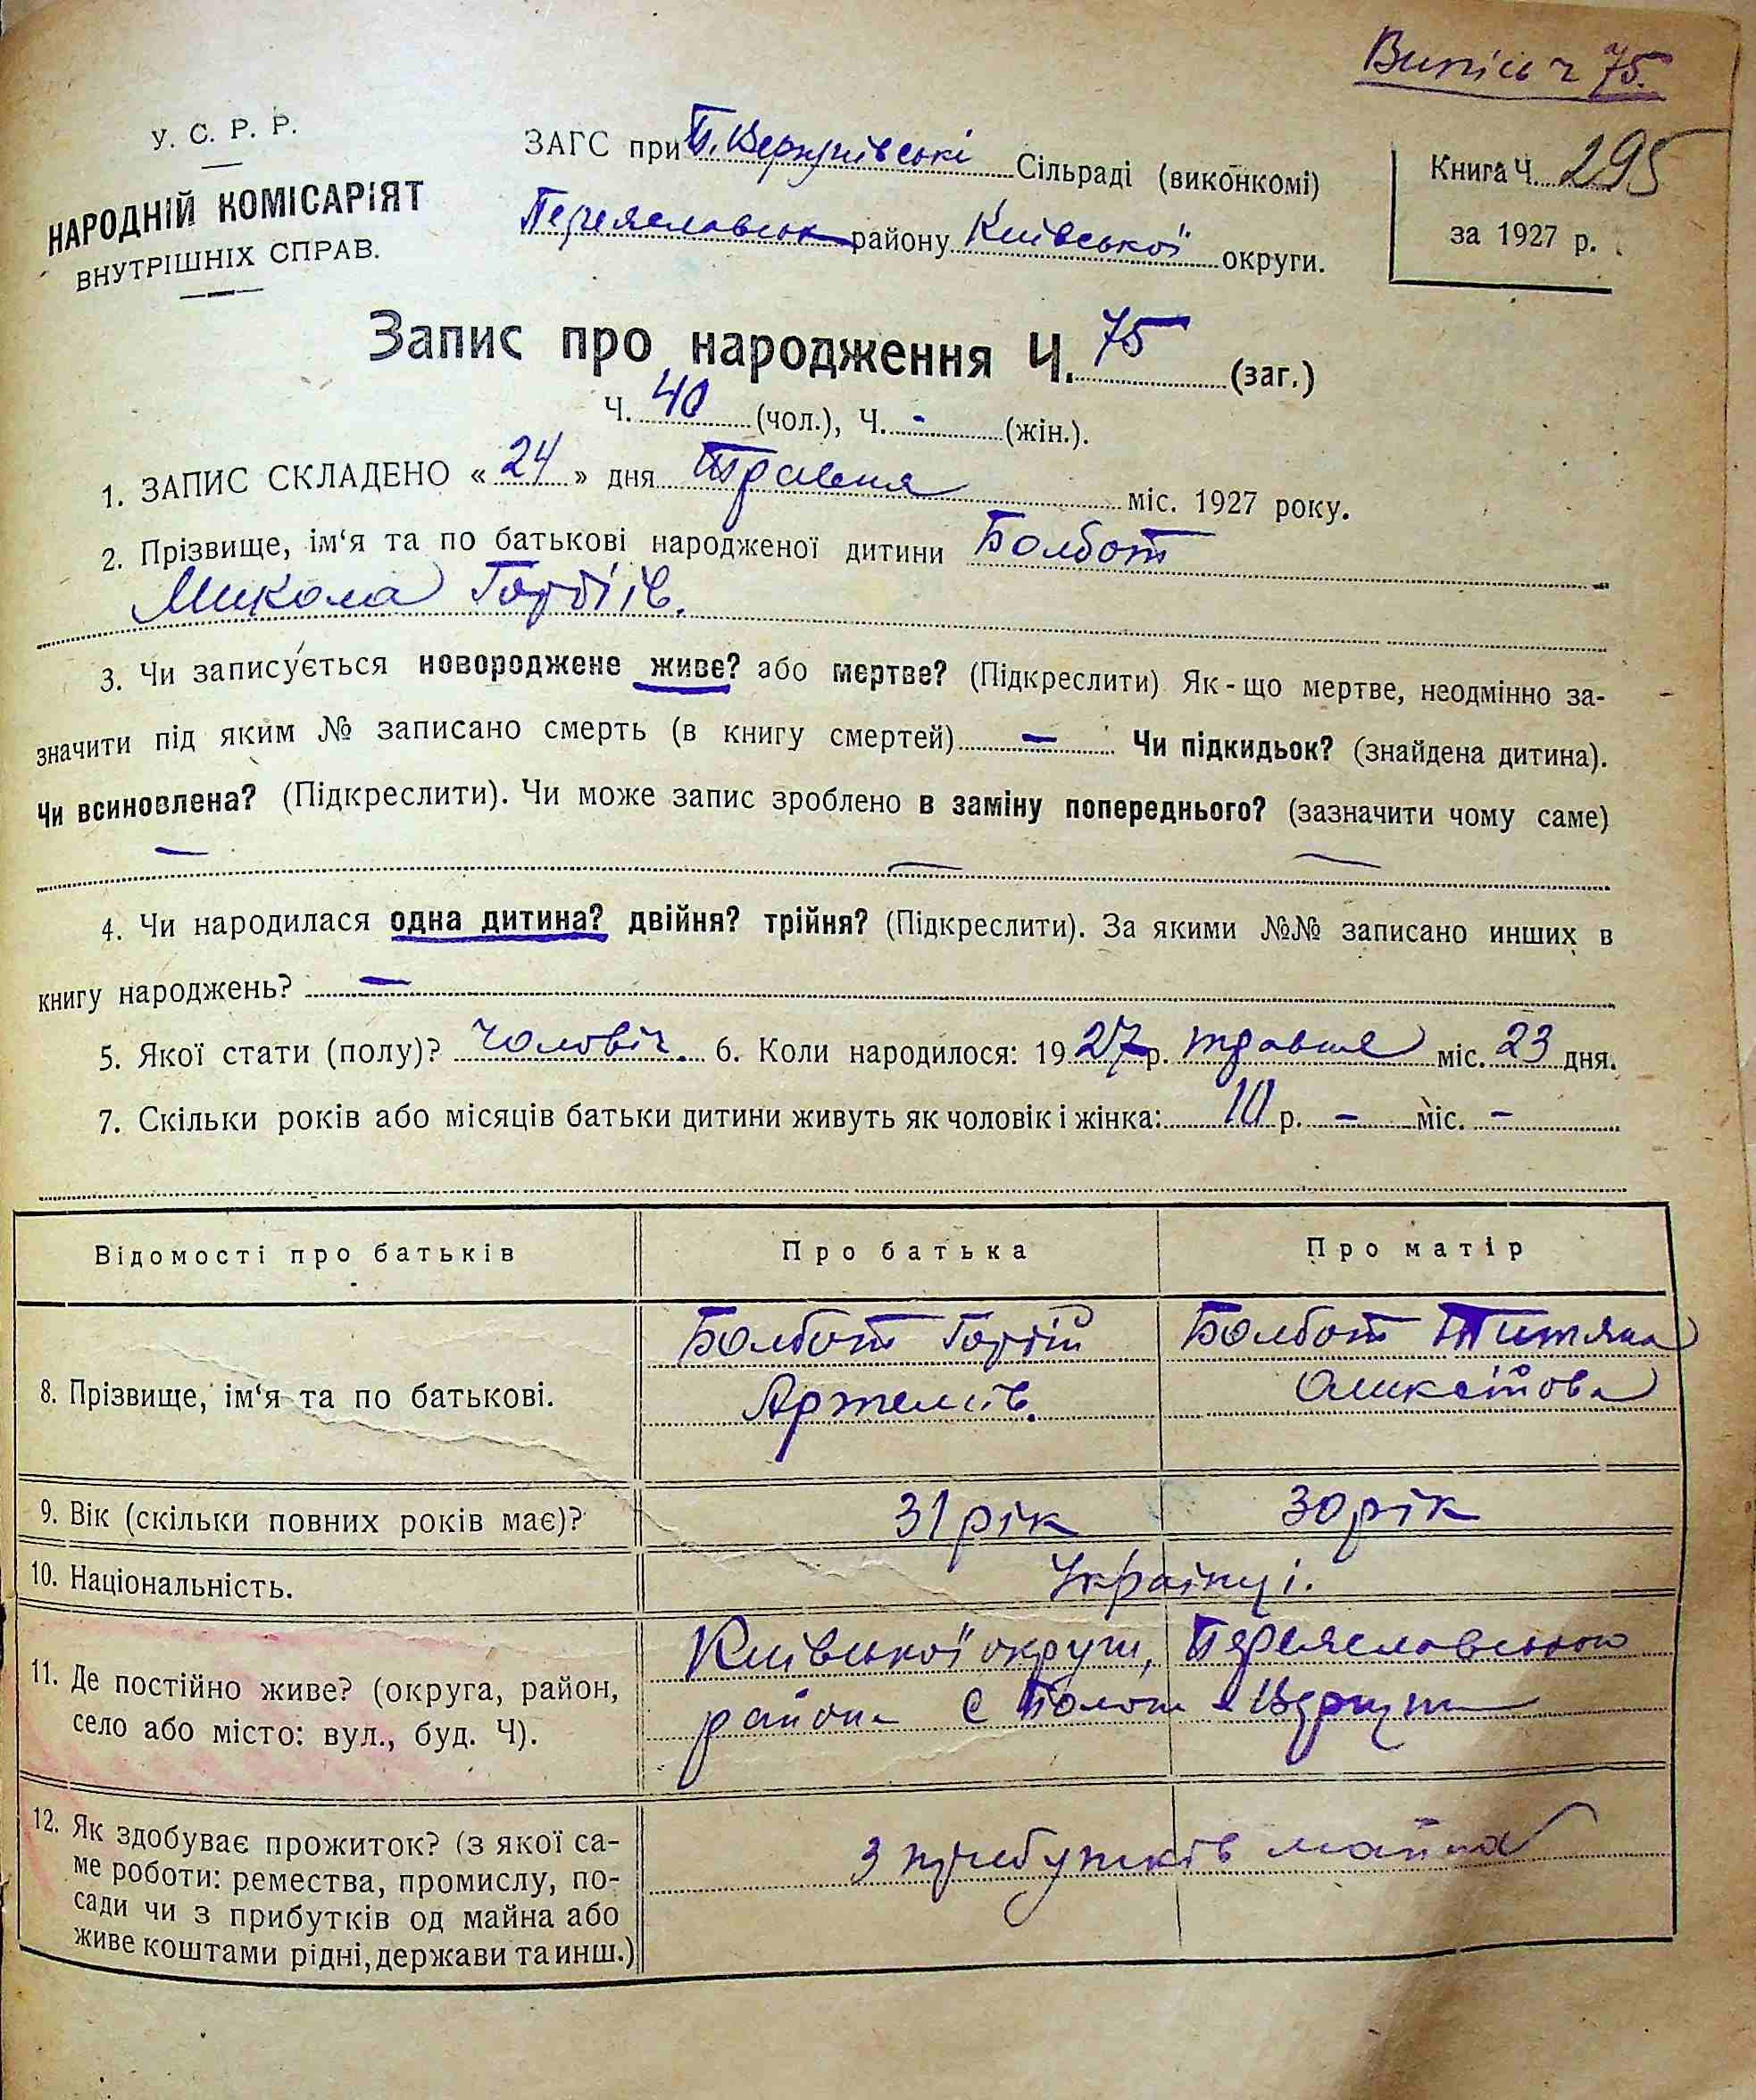 Випись ч 75.
У. С. Р. Р.
НАРОДНІЙ КОМІСАРІЯТ
ВНУТРІШНІХ СПРАВ.
ЗАГС при П. Вергунівські Сільраді (виконкомі)
Переяславськ району Київської округи.
Книга Ч. 295
за 1927 р.
Запис про народження Ч. 75 (заг.)
Ч. 40 (чол.), Ч. - (жін.).
1. ЗАПИС СКЛАДЕНО « 24 » дня Травня міс. 1927 року.
2. Прізвище, ім‘я та по батькові народженої дитини Болбот
Микола Гордіїв.
3. Чи записується новороджене живе? або мертве? (Підкреслити) Як-що мертве, неодмінно за-
значити під яким № записано смерть (в книгу смертей) — Чи підкидьок? (знайдена дитина).
Чи всиновлена? (Підкреслити). Чи може запис зроблено в заміну попереднього? (зазначити чому саме)
— — —
4. Чи народилася одна дитина? двійня? трійня? (Підкреслити). За якими №№ записано инших в
книгу народжень? —
5. Якої стати (полу)? чоловіч. 6. Коли народилося: 1927 р. травня міс. 23 дня.
7. Скільки років або місяців батьки дитини живуть як чоловік і жінка: 10 р. — міс. —
Відомості про батьків Про батька Про матір
8. Прізвище, ім‘я та по батькові.
Болбот Гордій
Артемів.
Болбот Титяна
Оликсійова
9. Вік (скільки повних років має)? 31 рік 30 рік
10. Національність. Українці.
11. Де постійно живе? (округа, район,
село або місто: вул., буд. Ч).
Київської округи, Переяславського
району с
12. Як здобуває прожиток? (з якої са-
ме роботи: ремества, промислу, по-
сади чи з прибутків од майна або
живе коштами рідні, держави та инш.)
З прибутків майна